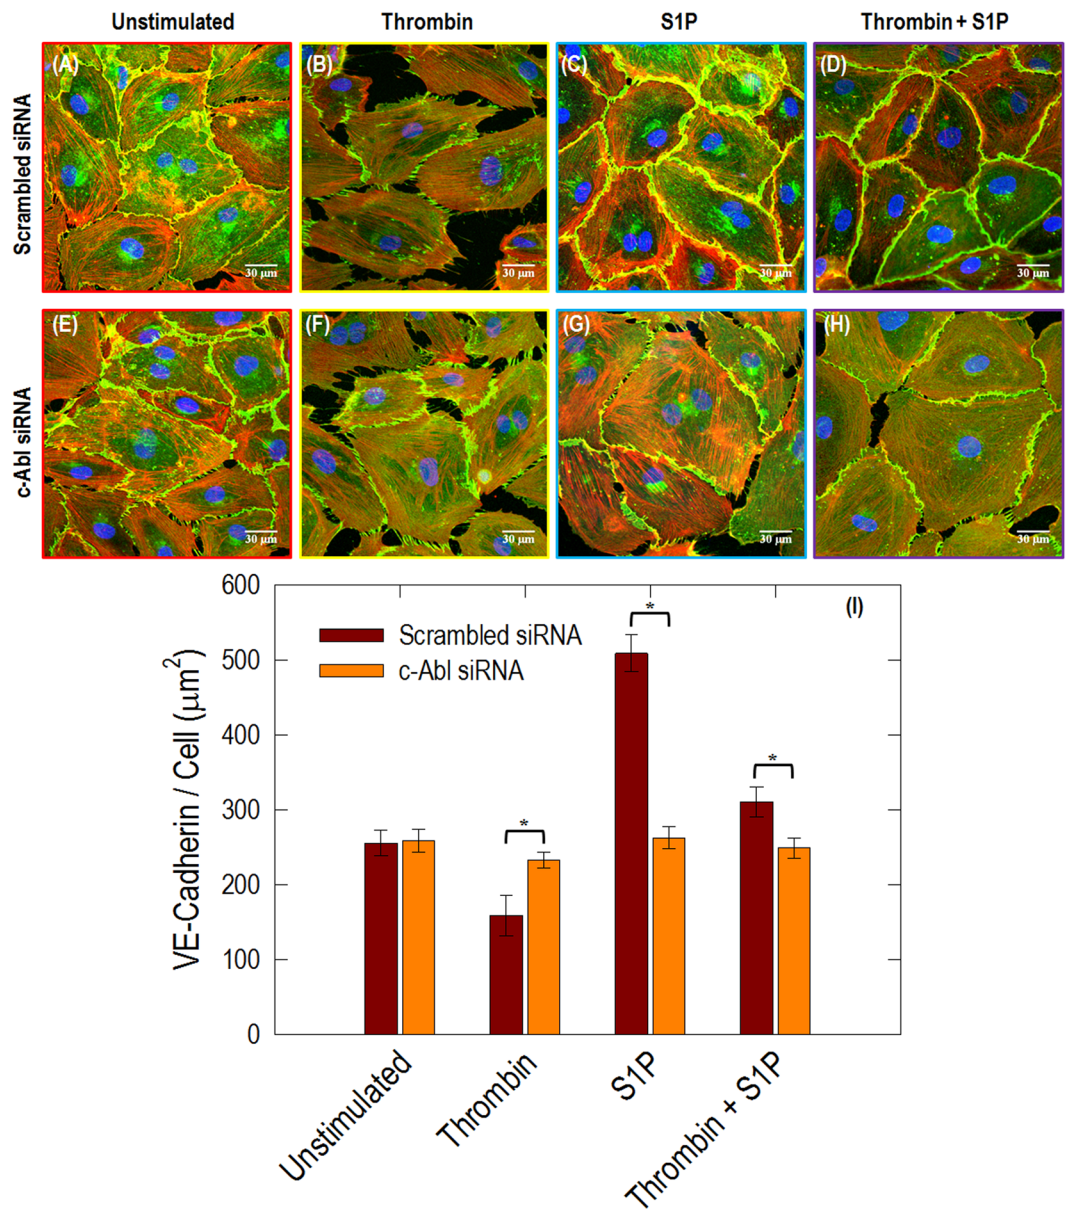 Unstimulated Thrombin S1P Thrombin + S1P
Scrambled siRNA
(A) (B) (C) (D)
30 μm 30 μm 30 μm 30 μm
c-Abl siRNA
(E) (F) (G) (H)
30 μm 30 μm 30 μm 30 μm
(I)
VE-Cadherin / Cell (μm²)
600
500
400
300
200
100
0
Scrambled siRNA
c-Abl siRNA
* * * *
Unstimulated
Thrombin
S1P
Thrombin + S1P